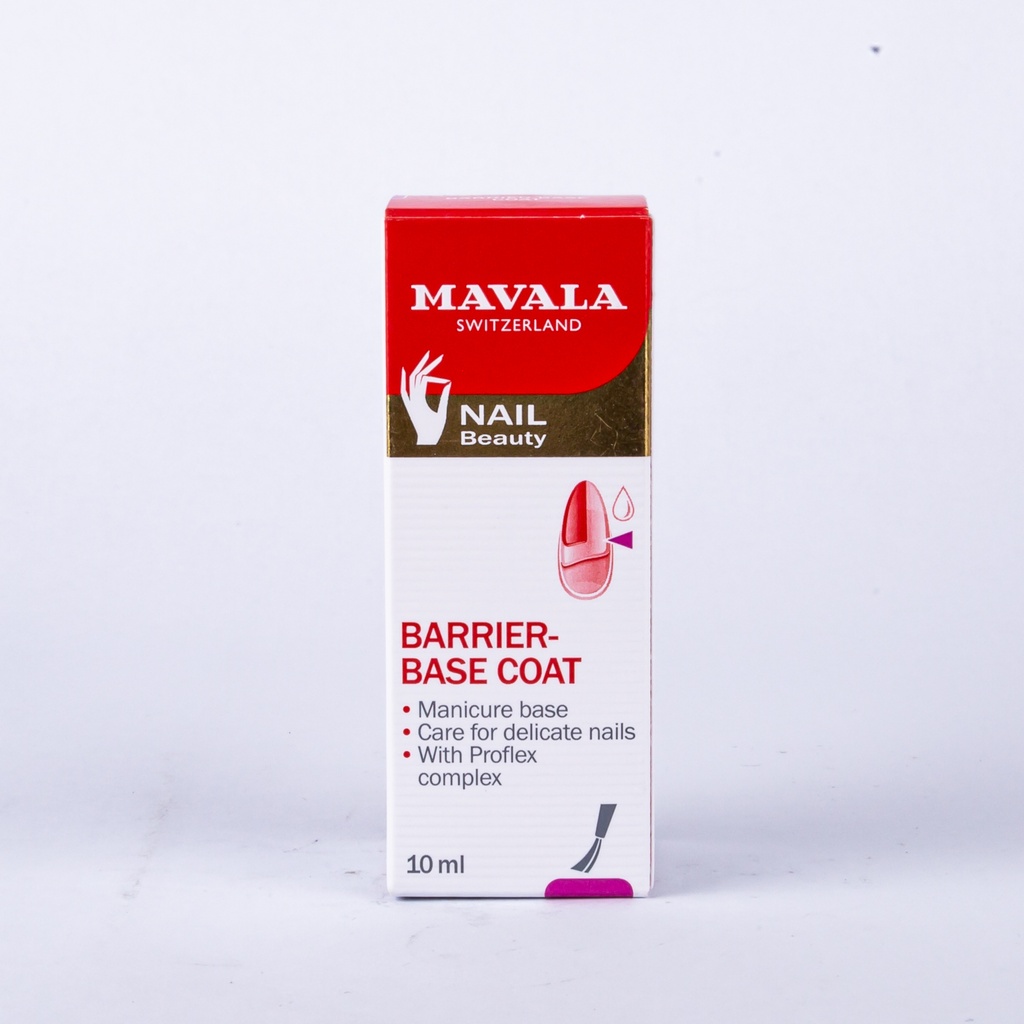 MAVALA
SWITZERLAND
NAIL
Beauty
BARRIER-
BASE COAT
• Manicure base
• Care for delicate nails
• With Proflex
complex
10 ml